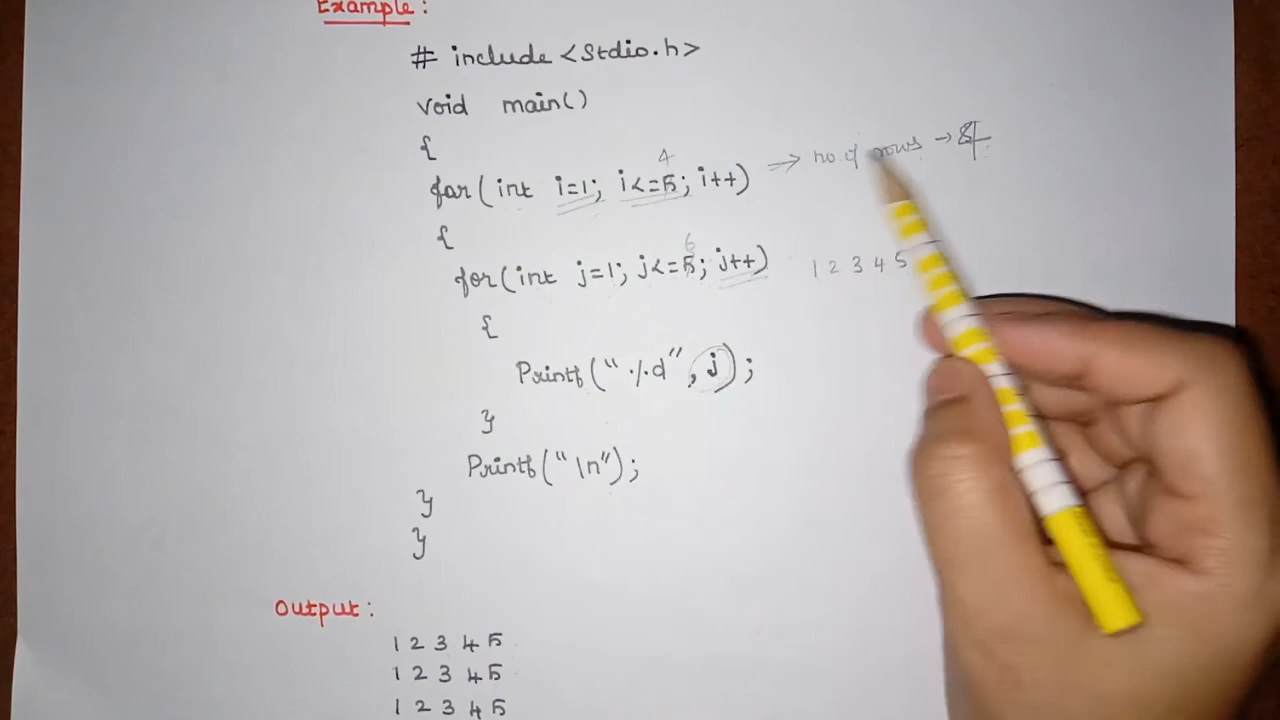 Example:
# include <Stdio.h>
void main()
{
4
for(int i=1; i<=5; i++) → no. of rows →
{
6
for(int j=1; j<=5; j++) 1 2 3 4 5
{
Printf("%d", j);
}
Printf("\n");
}
}
Output:
1 2 3 4 5
1 2 3 4 5
1 2 3 4 5